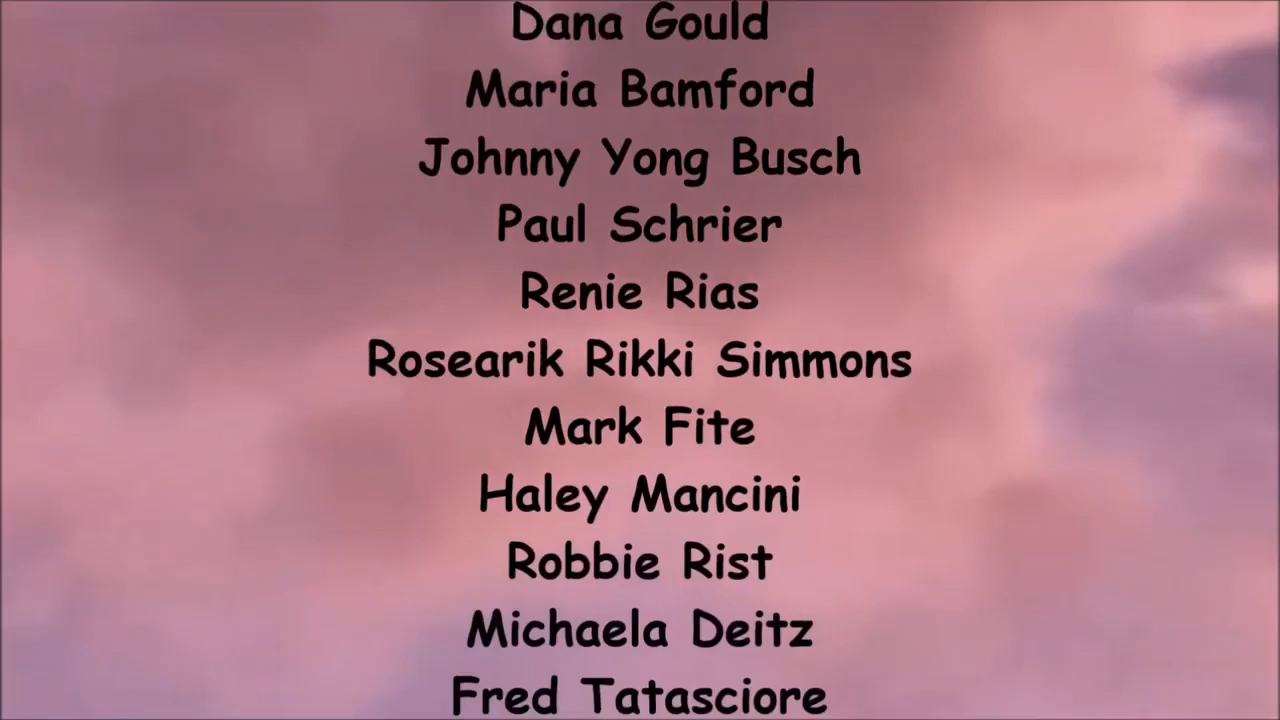 Dana Gould
Maria Bamford
Johnny Yong Busch
Paul Schrier
Renie Rias
Rosearik Rikki Simmons
Mark Fite
Haley Mancini
Robbie Rist
Michaela Deitz
Fred Tatasciore